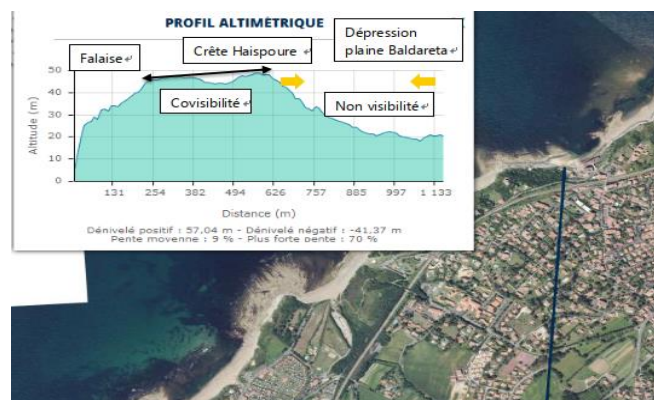 PROFIL ALTIMÉTRIQUE
Falaise
Crête Haispoure
Dépression
plaine Baldareta
Covisibilité
Non visibilité
Altitude (m)
50
40
30
20
10
0
131 254 382 494 626 757 885 997 1 133
Distance (m)
Dénivelé positif : 57,04 m - Dénivelé négatif : -41,37 m
Pente moyenne : 9 % - Plus forte pente : 70 %